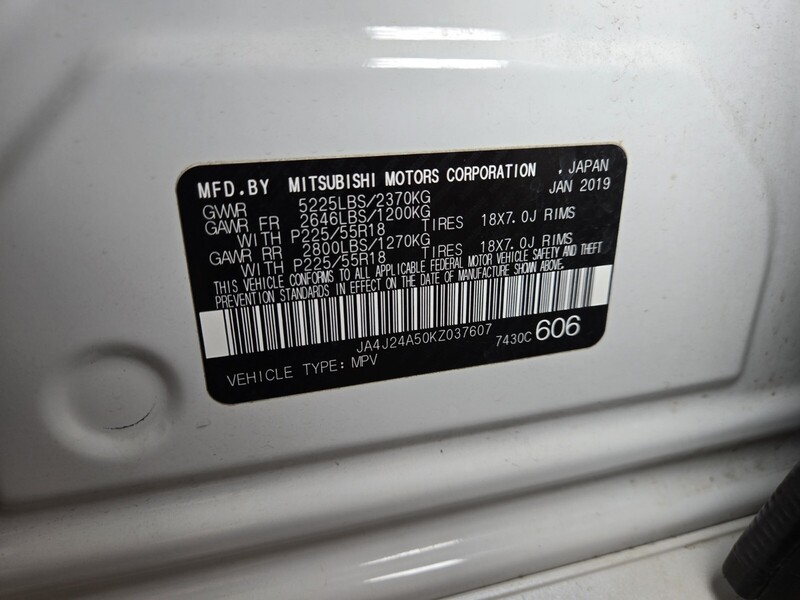 MFD.BY MITSUBISHI MOTORS CORPORATION , JAPAN
JAN 2019
GVWR 5225LBS/2370KG
GAWR FR 2646LBS/1200KG
WITH P225/55R18 TIRES 18X7.0J RIMS
GAWR RR 2800LBS/1270KG
WITH P225/55R18 TIRES 18X7.0J RIMS
THIS VEHICLE CONFORMS TO ALL APPLICABLE FEDERAL MOTOR VEHICLE SAFETY AND THEFT
PREVENTION STANDARDS IN EFFECT ON THE DATE OF MANUFACTURE SHOWN ABOVE.
JA4J24A50KZ037607 7430C 606
VEHICLE TYPE:MPV